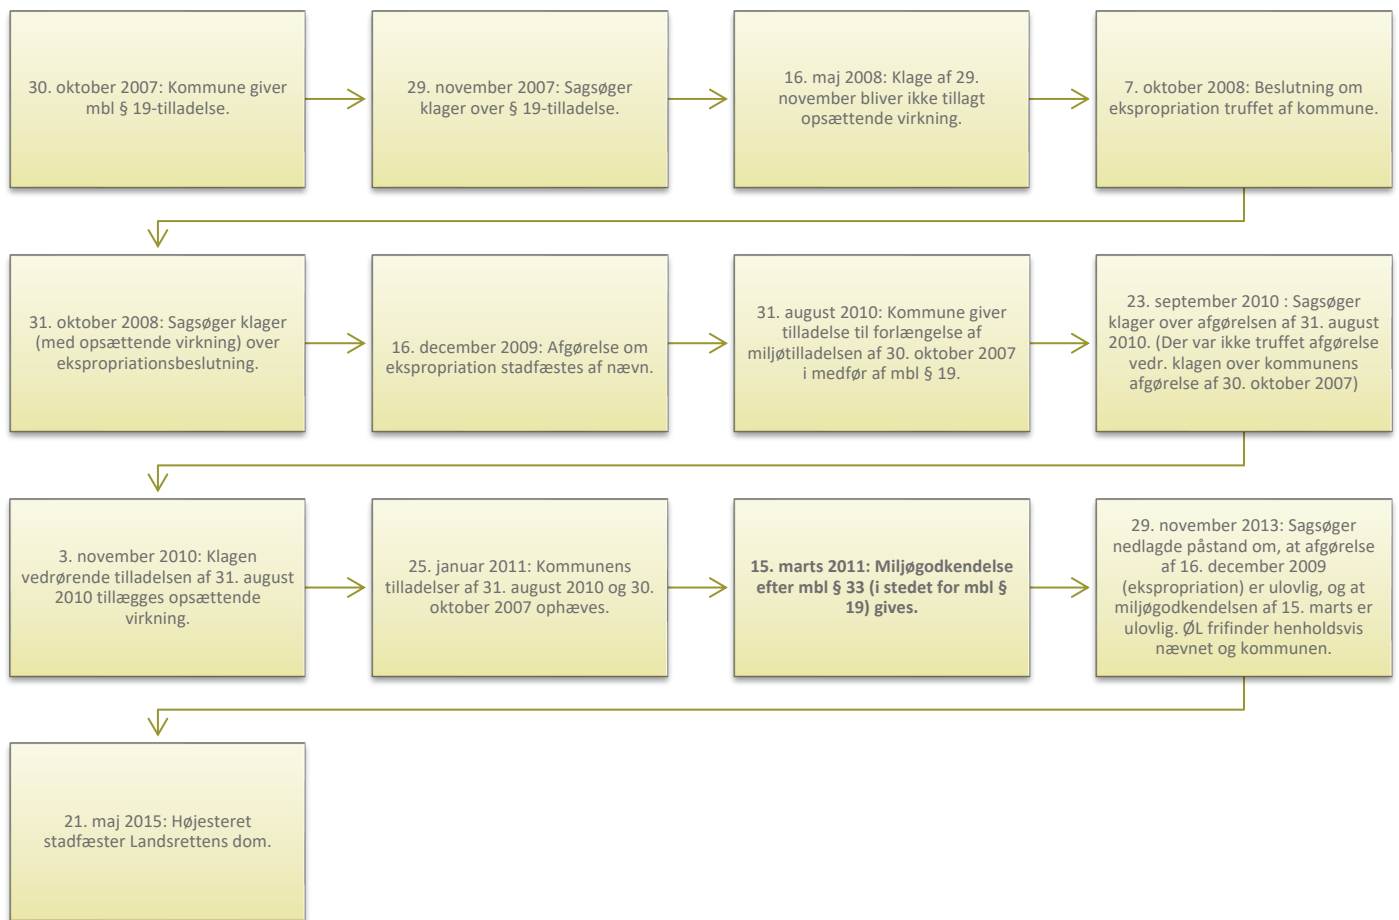 30. oktober 2007: Kommune giver
mbl § 19-tilladelse.
29. november 2007: Sagsøger
klager over § 19-tilladelse.
16. maj 2008: Klage af 29.
november bliver ikke tillagt
opsættende virkning.
7. oktober 2008: Beslutning om
ekspropriation truffet af kommune.
31. oktober 2008: Sagsøger klager
(med opsættende virkning) over
ekspropriationsbeslutning.
16. december 2009: Afgørelse om
ekspropriation stadfæstes af nævn.
31. august 2010: Kommune giver
tilladelse til forlængelse af
miljøtilladelsen af 30. oktober 2007
i medfør af mbl § 19.
23. september 2010 : Sagsøger
klager over afgørelsen af 31. august
2010. (Der var ikke truffet afgørelse
vedr. klagen over kommunens
afgørelse af 30. oktober 2007)
3. november 2010: Klagen
vedrørende tilladelsen af 31. august
2010 tillægges opsættende
virkning.
25. januar 2011: Kommunens
tilladelser af 31. august 2010 og 30.
oktober 2007 ophæves.
15. marts 2011: Miljøgodkendelse
efter mbl § 33 (i stedet for mbl §
19) gives.
29. november 2013: Sagsøger
nedlagde påstand om, at afgørelse
af 16. december 2009
(ekspropriation) er ulovlig, og at
miljøgodkendelsen af 15. marts er
ulovlig. ØL frifinder henholdsvis
nævnet og kommunen.
21. maj 2015: Højesteret
stadfæster Landsrettens dom.